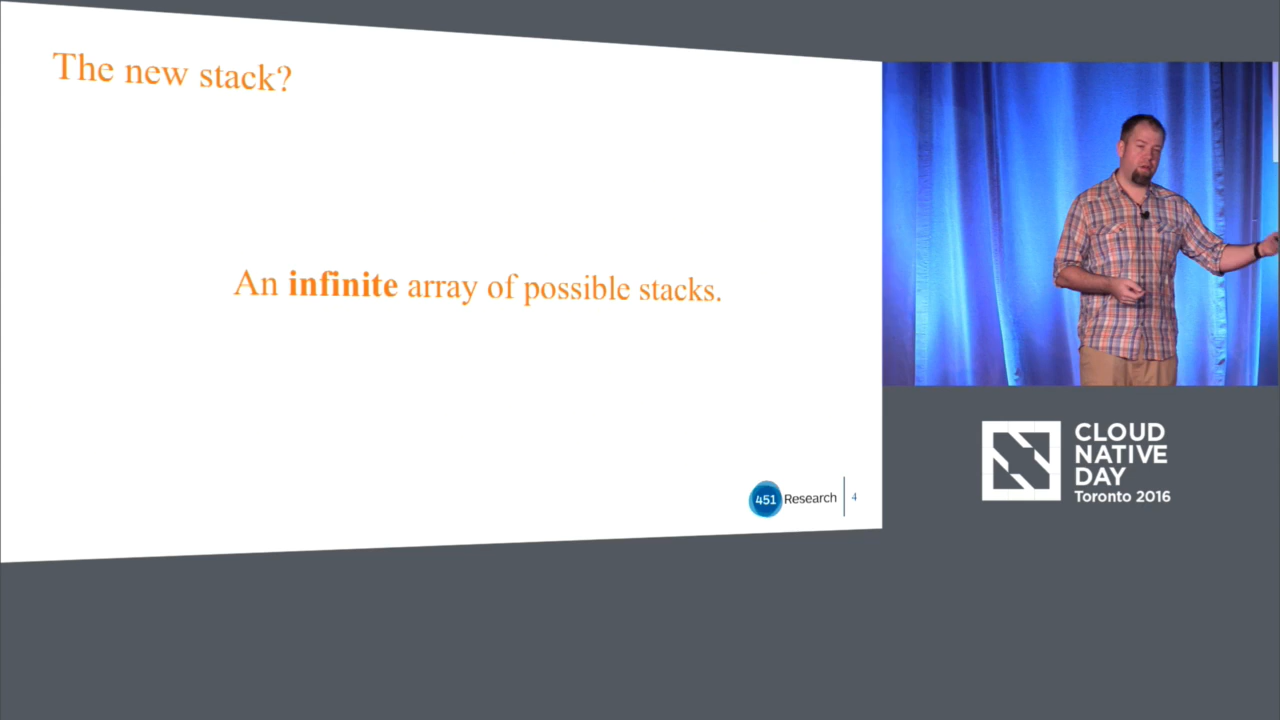 The new stack?
An infinite array of possible stacks.
451 Research
4
CLOUD
NATIVE
DAY
Toronto 2016